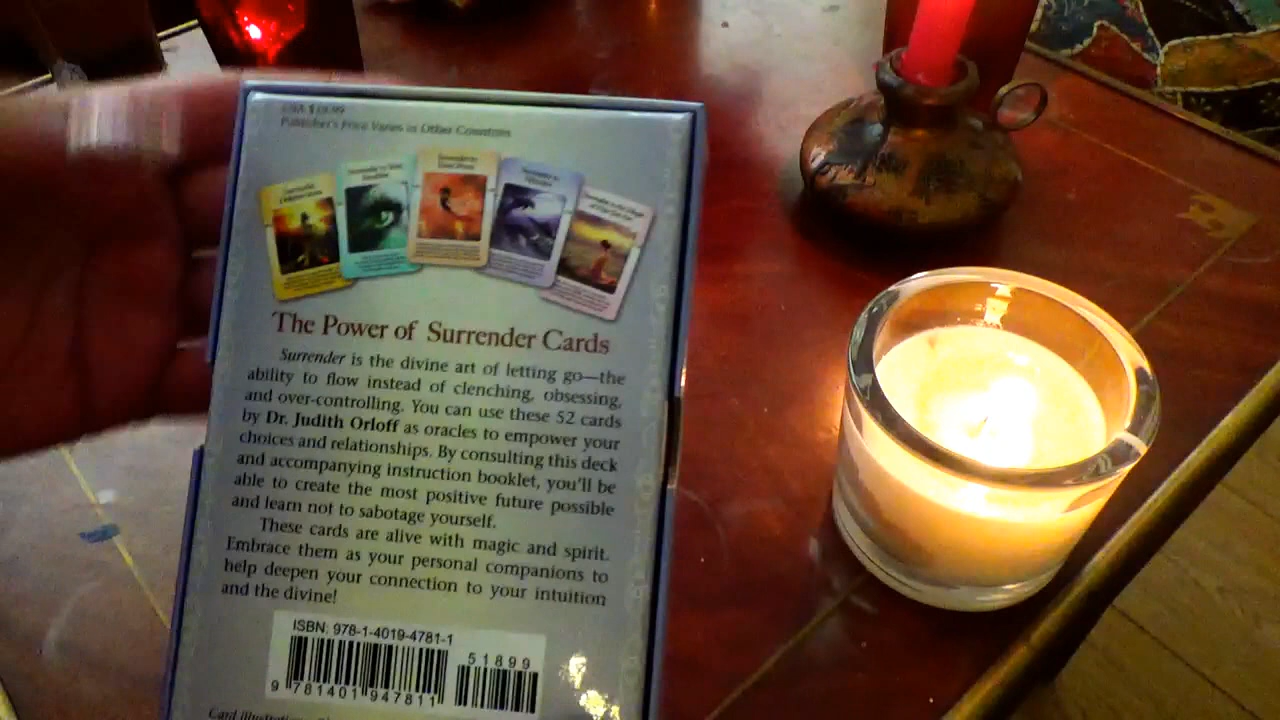 Publisher's Price Varies in Other Countries
The Power of Surrender Cards
Surrender is the divine art of letting go—the
ability to flow instead of clenching, obsessing,
and over-controlling. You can use these 52 cards
by Dr. Judith Orloff as oracles to empower your
choices and relationships. By consulting this deck
and accompanying instruction booklet, you'll be
able to create the most positive future possible
and learn not to sabotage yourself.
These cards are alive with magic and spirit.
Embrace them as your personal companions to
help deepen your connection to your intuition
and the divine!
ISBN: 978-1-4019-4781-1
51899
9 781401 947811
Card